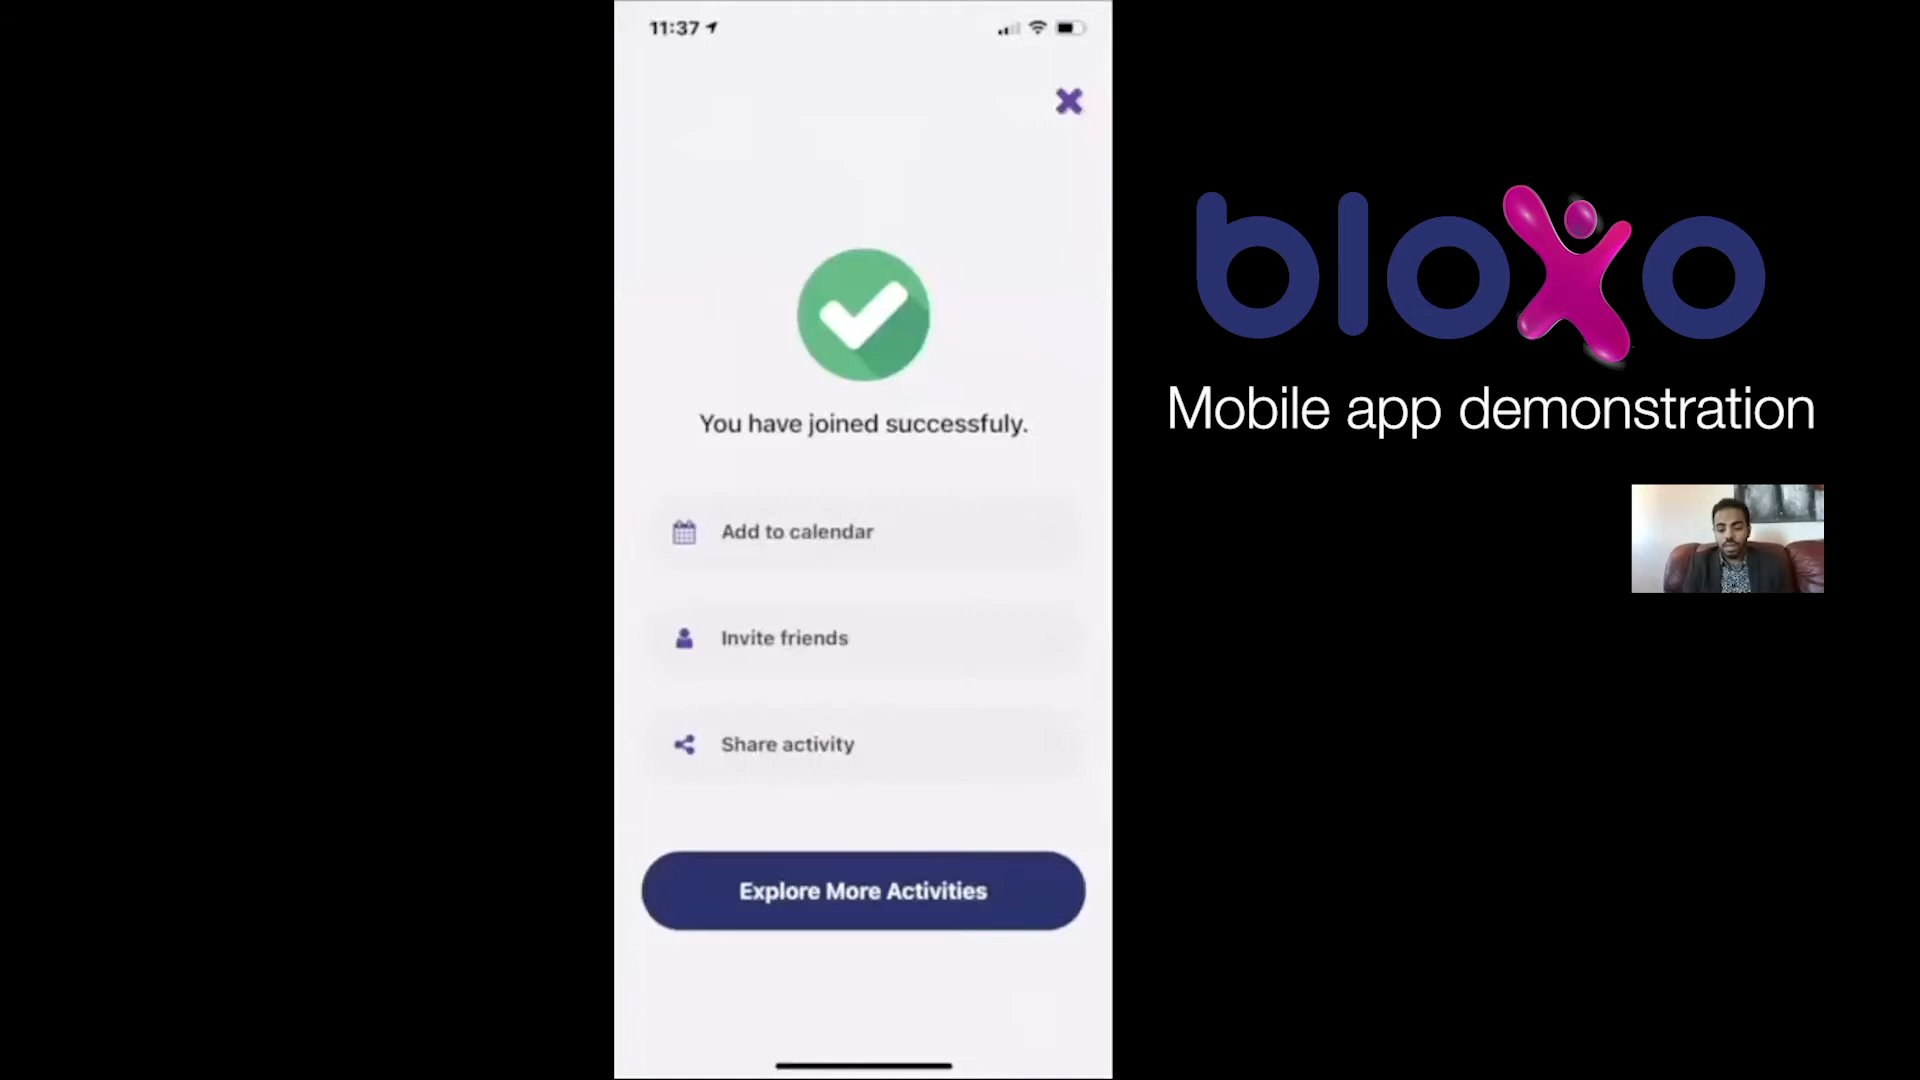 11:37
You have joined successfuly.
Add to calendar
Invite friends
Share activity
Explore More Activities
bloxo
Mobile app demonstration